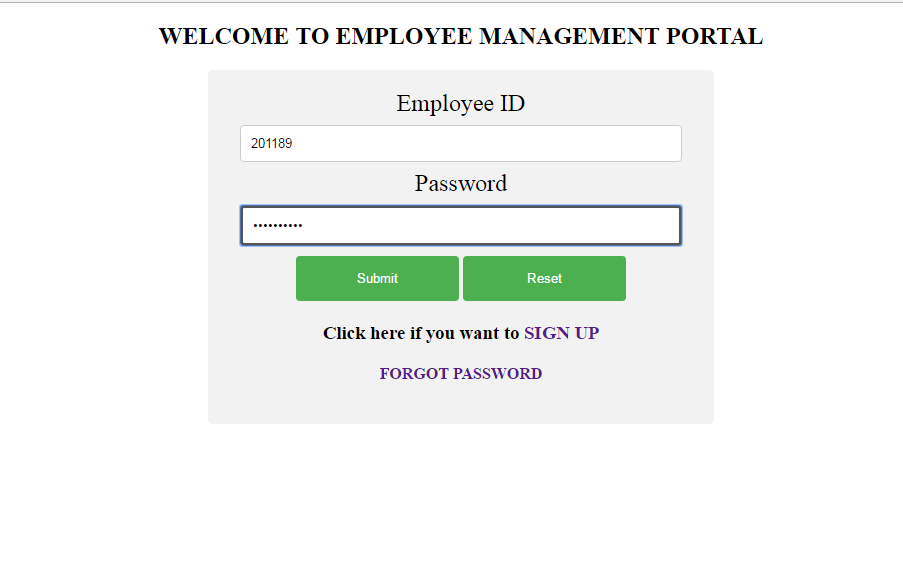 WELCOME TO EMPLOYEE MANAGEMENT PORTAL
Employee ID
201189
Password
••••••••••
Submit Reset
Click here if you want to SIGN UP
FORGOT PASSWORD